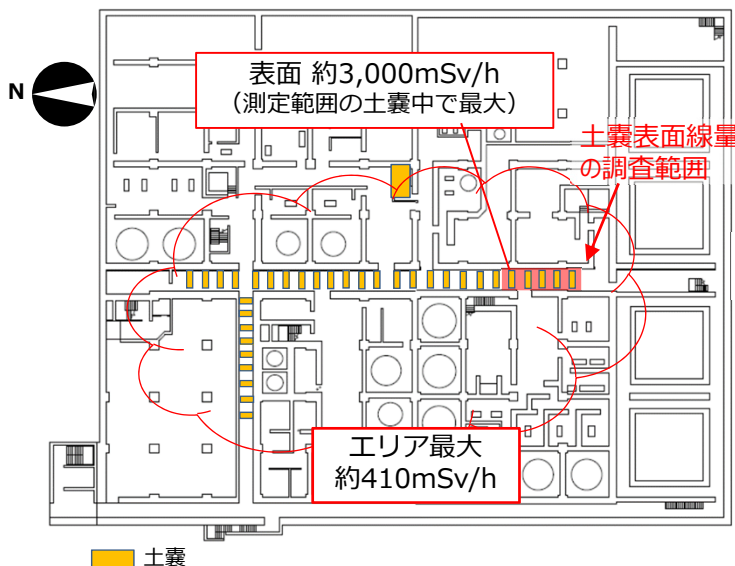 N
表面 約3,000mSv/h
（測定範囲の土嚢中で最大）
土嚢表面線量
の調査範囲
エリア最大
約410mSv/h
土嚢